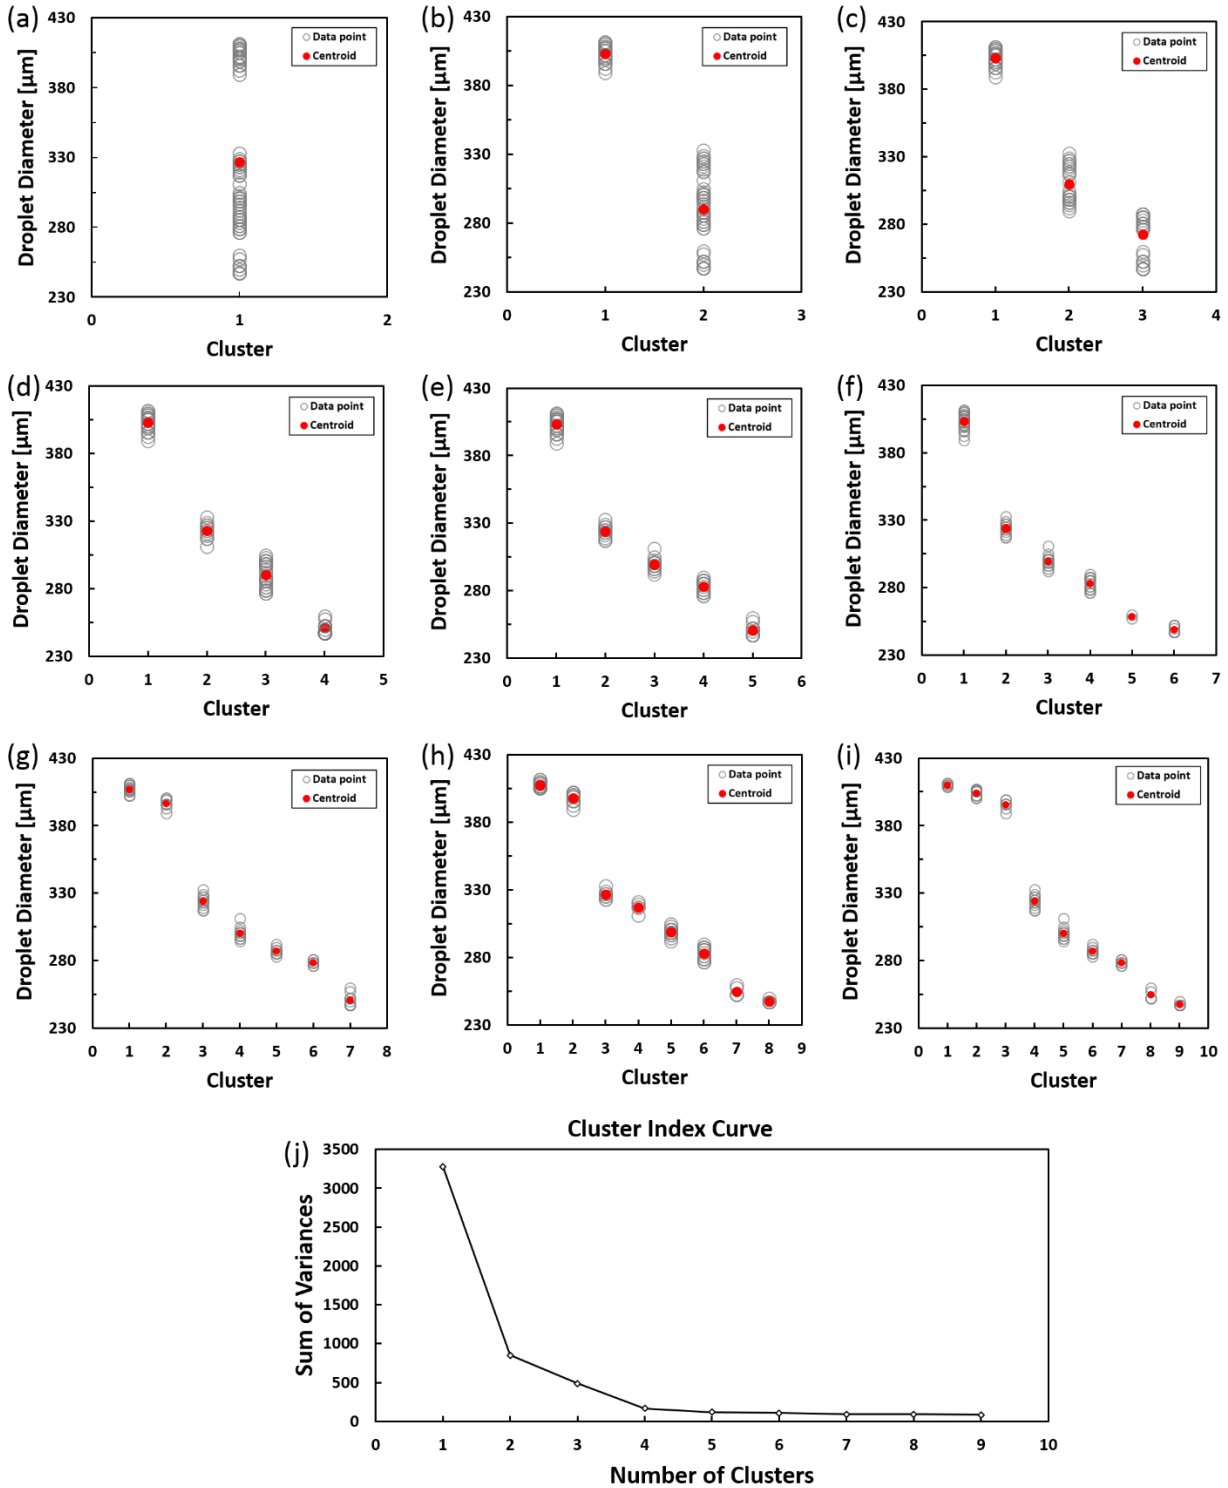 (a)
430
380
330
280
230
Droplet Diameter [μm]
Data point
Centroid
0 1 2
Cluster
(b)
430
380
330
280
230
Droplet Diameter [μm]
Data point
Centroid
0 1 2 3
Cluster
(c)
430
380
330
280
230
Droplet Diameter [μm]
Data point
Centroid
0 1 2 3 4
Cluster
(d)
430
380
330
280
230
Droplet Diameter [μm]
Data point
Centroid
0 1 2 3 4 5
Cluster
(e)
430
380
330
280
230
Droplet Diameter [μm]
Data point
Centroid
0 1 2 3 4 5 6
Cluster
(f)
430
380
330
280
230
Droplet Diameter [μm]
Data point
Centroid
0 1 2 3 4 5 6 7
Cluster
(g)
430
380
330
280
230
Droplet Diameter [μm]
Data point
Centroid
0 1 2 3 4 5 6 7 8
Cluster
(h)
430
380
330
280
230
Droplet Diameter [μm]
Data point
Centroid
0 1 2 3 4 5 6 7 8 9
Cluster
(i)
430
380
330
280
230
Droplet Diameter [μm]
Data point
Centroid
0 1 2 3 4 5 6 7 8 9 10
Cluster
Cluster Index Curve
(j)
3500
3000
2500
2000
1500
1000
500
0
Sum of Variances
0 1 2 3 4 5 6 7 8 9 10
Number of Clusters